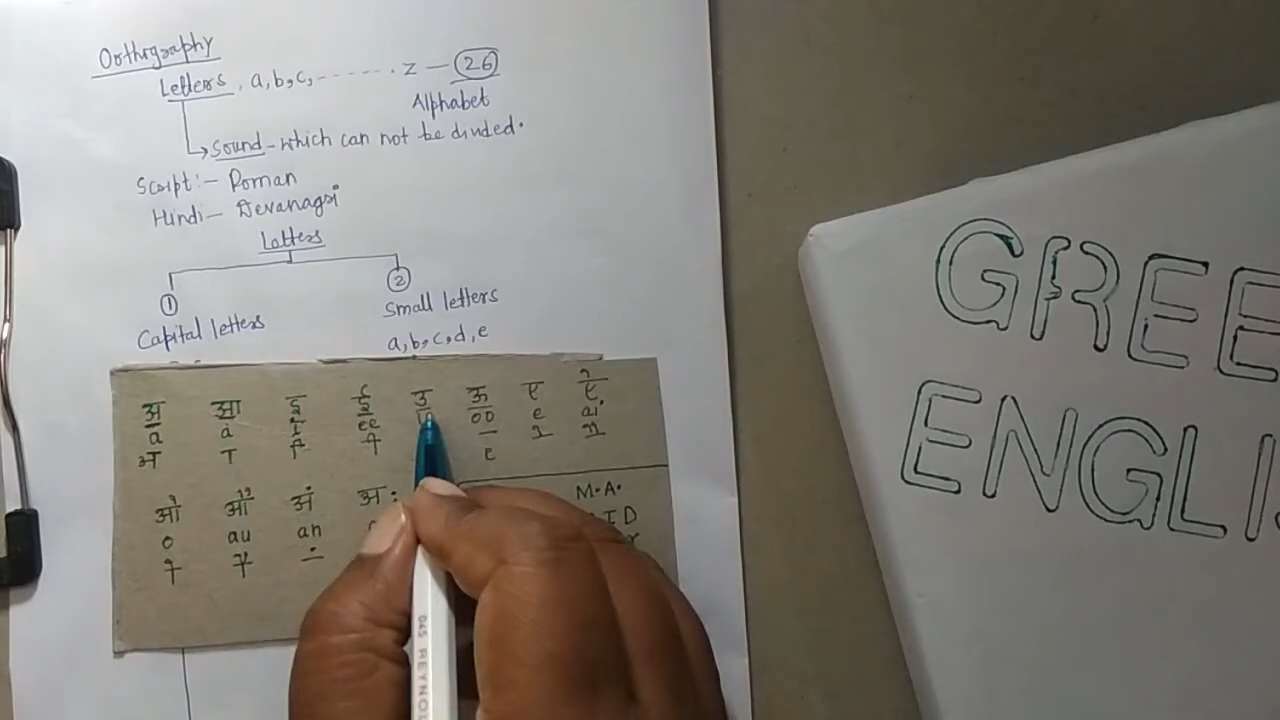 Orthography
Letters, a, b, c, ------. z — 26
Alphabet
Sound - which can not be divided.
Script :- Roman
Hindi - Devanagri
Letters
1 2
Capital letters Small letters
a, b, c, d, e
अ आ इ ई उ ऊ ए ऐ
a a i ee oo e ai
ओ औ अं अः
o au an
M.A.
GREE
ENGLI